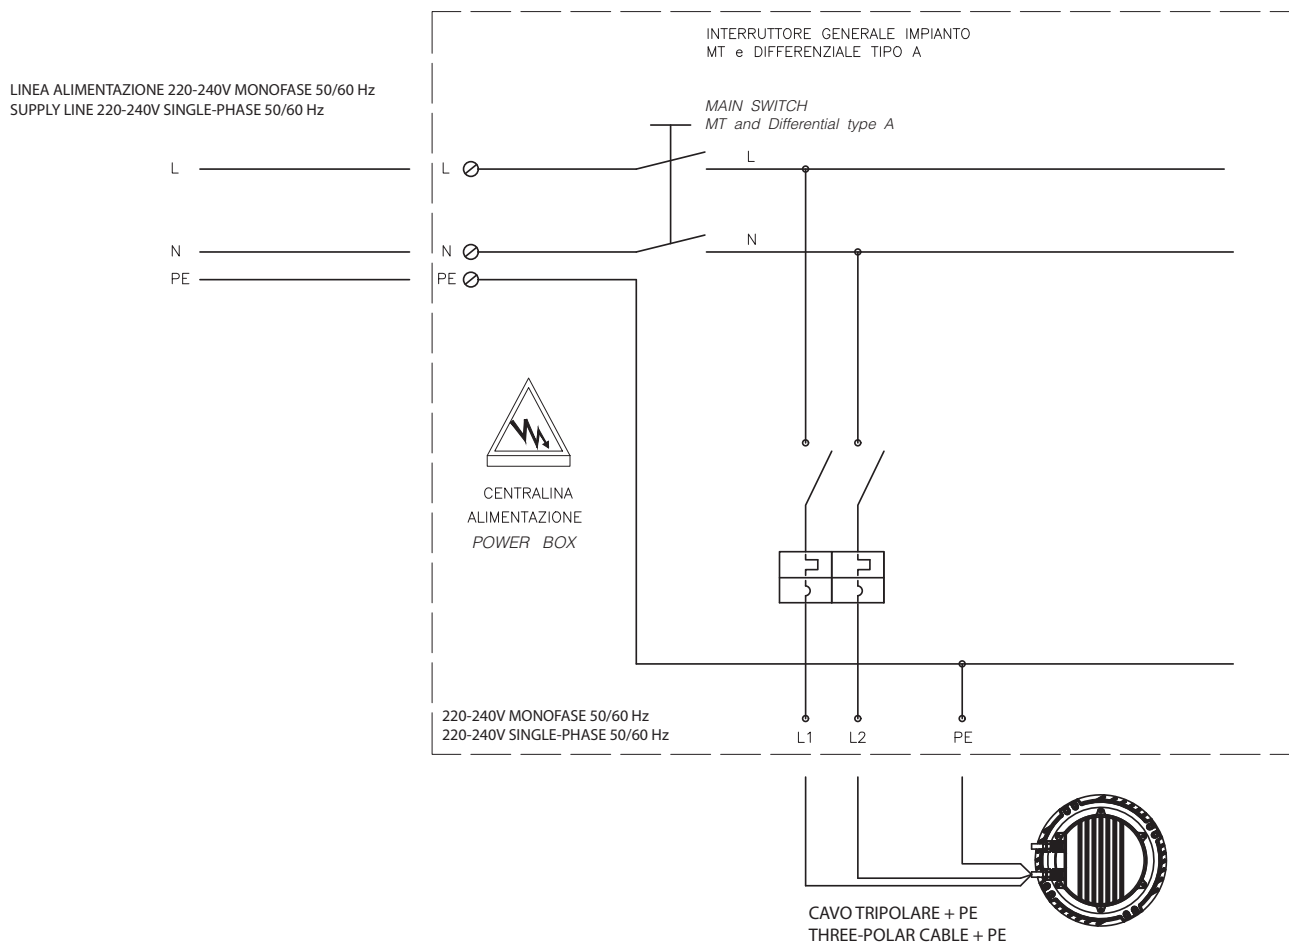 INTERRUTTORE GENERALE IMPIANTO
MT e DIFFERENZIALE TIPO A
LINEA ALIMENTAZIONE 220-240V MONOFASE 50/60 Hz
SUPPLY LINE 220-240V SINGLE-PHASE 50/60 Hz
MAIN SWITCH
MT and Differential type A
L
L
L
N
N
N
PE
PE
CENTRALINA
ALIMENTAZIONE
POWER BOX
220-240V MONOFASE 50/60 Hz
220-240V SINGLE-PHASE 50/60 Hz
L1
L2
PE
CAVO TRIPOLARE + PE
THREE-POLAR CABLE + PE